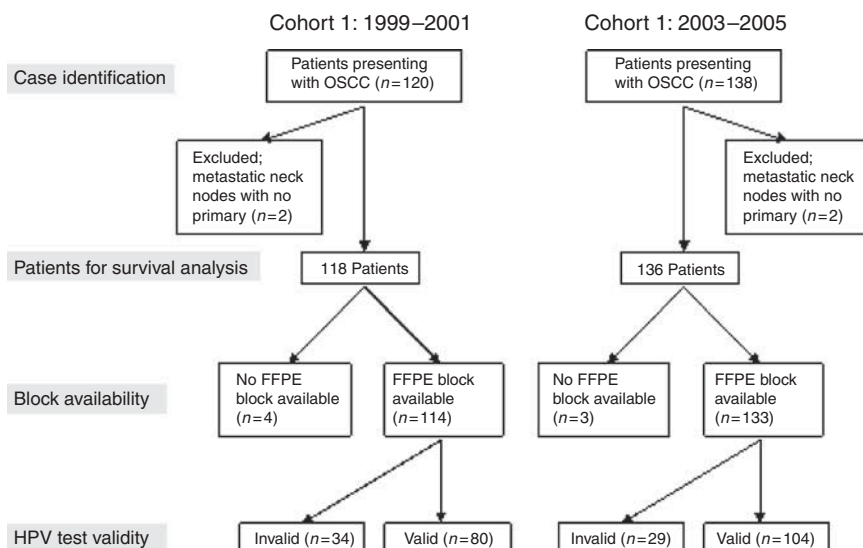 Cohort 1: 1999–2001
Cohort 1: 2003–2005
Case identification
Patients presenting
with OSCC (n=120)
Patients presenting
with OSCC (n=138)
Excluded;
metastatic neck
nodes with no
primary (n=2)
Excluded;
metastatic neck
nodes with no
primary (n=2)
Patients for survival analysis
118 Patients
136 Patients
Block availability
No FFPE
block available
(n=4)
FFPE block
available
(n=114)
No FFPE
block available
(n=3)
FFPE block
available
(n=133)
HPV test validity
Invalid (n=34)
Valid (n=80)
Invalid (n=29)
Valid (n=104)